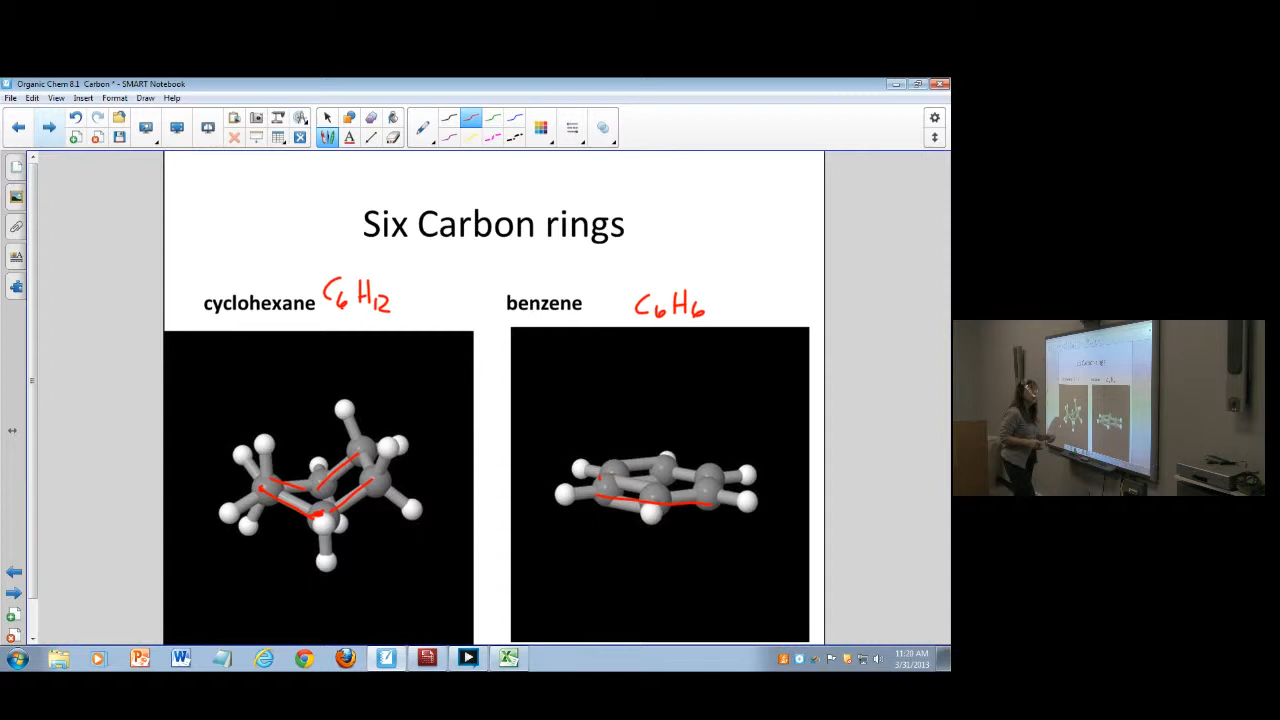 Organic Chem 8.1 Carbon * - SMART Notebook
File Edit View Insert Format Draw Help
Six Carbon rings
cyclohexane C6H12
benzene C6H6
11:20 AM
3/31/2013